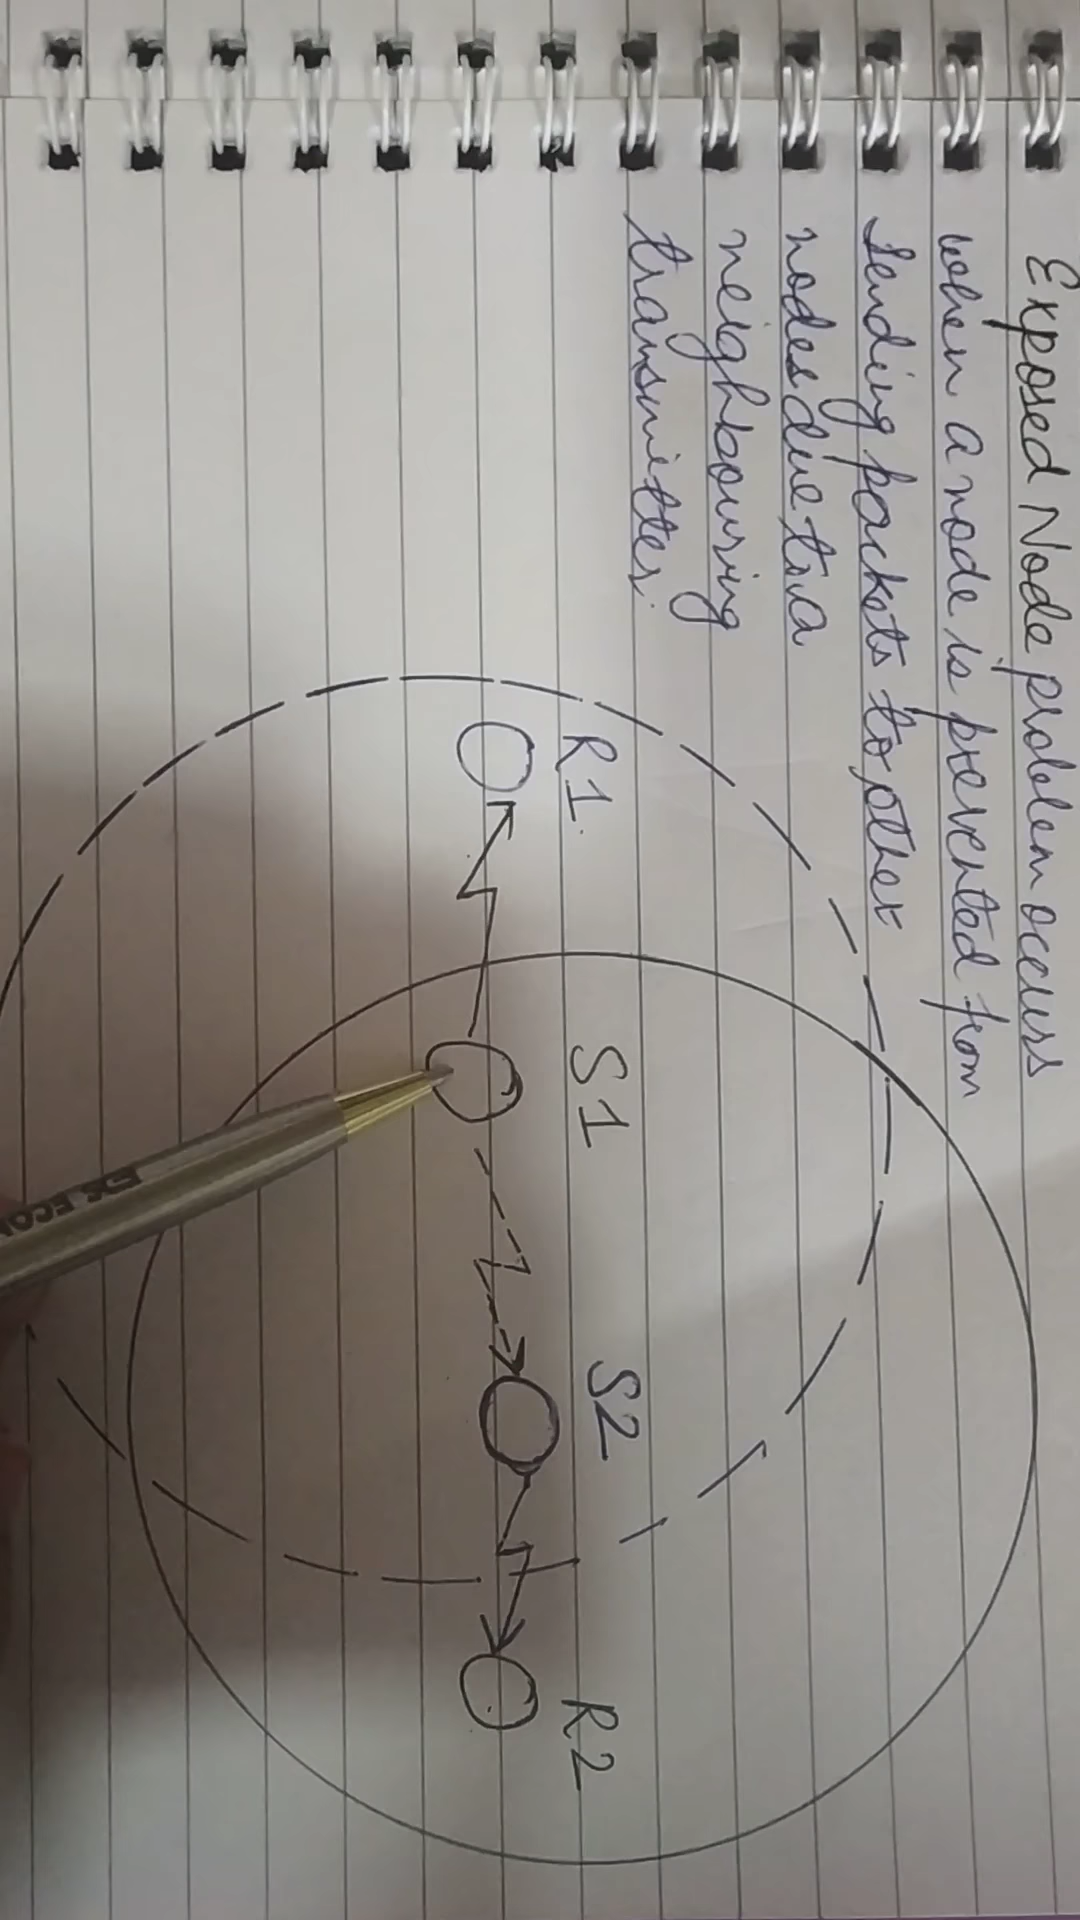 Exposed Node problem occurs
when a node is prevented from
sending packets to other
nodes due to a
neighbouring
transmitter.
R1
S1
S2
R2